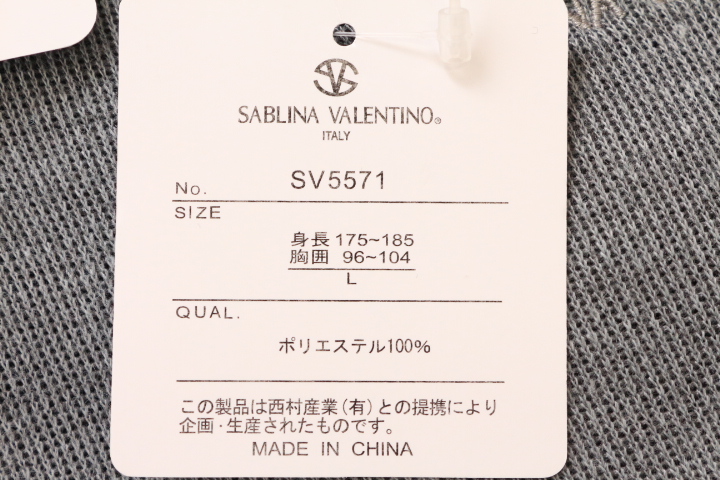 SV
SABLINA VALENTINO®
ITALY
No. SV5571
SIZE
身長 175~185
胸囲 96~104
L
QUAL.
ポリエステル100%
この製品は西村産業(有)との提携により
企画・生産されたものです。
MADE IN CHINA